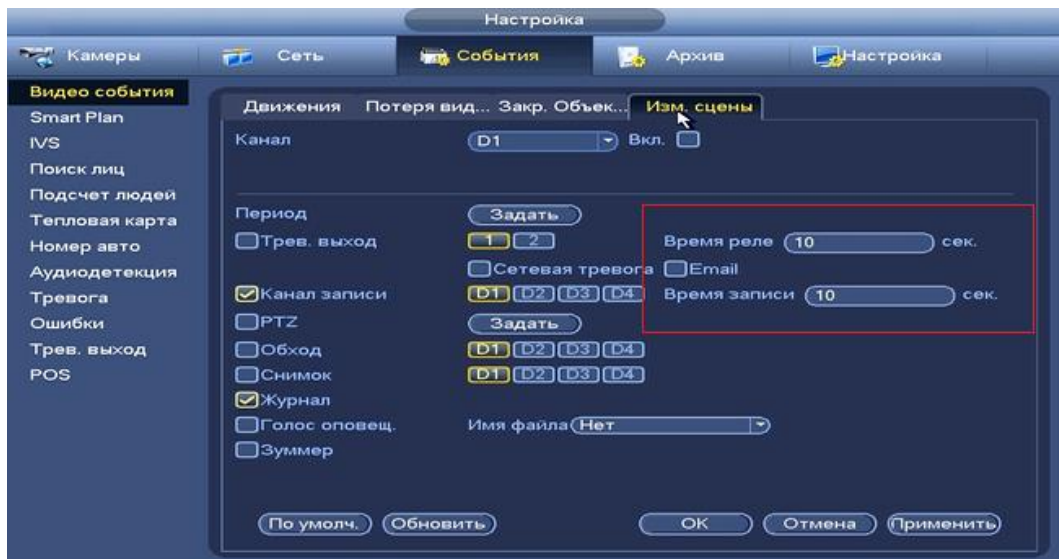 Настройка
Камеры Сеть События Архив Настройка
Видео события
Smart Plan
IVS
Поиск лиц
Подсчет людей
Тепловая карта
Номер авто
Аудиодетекция
Тревога
Ошибки
Трев. выход
POS
Движения Потеря вид... Закр. Объек... Изм. сцены
Канал D1 Вкл.
Период Задать
Трев. выход 1 2 Время реле 10 сек.
Сетевая тревога Email
Канал записи D1 D2 D3 D4 Время записи 10 сек.
PTZ Задать
Обход D1 D2 D3 D4
Снимок D1 D2 D3 D4
Журнал
Голос оповещ. Имя файла Нет
Зуммер
По умолч. Обновить OK Отмена Применить